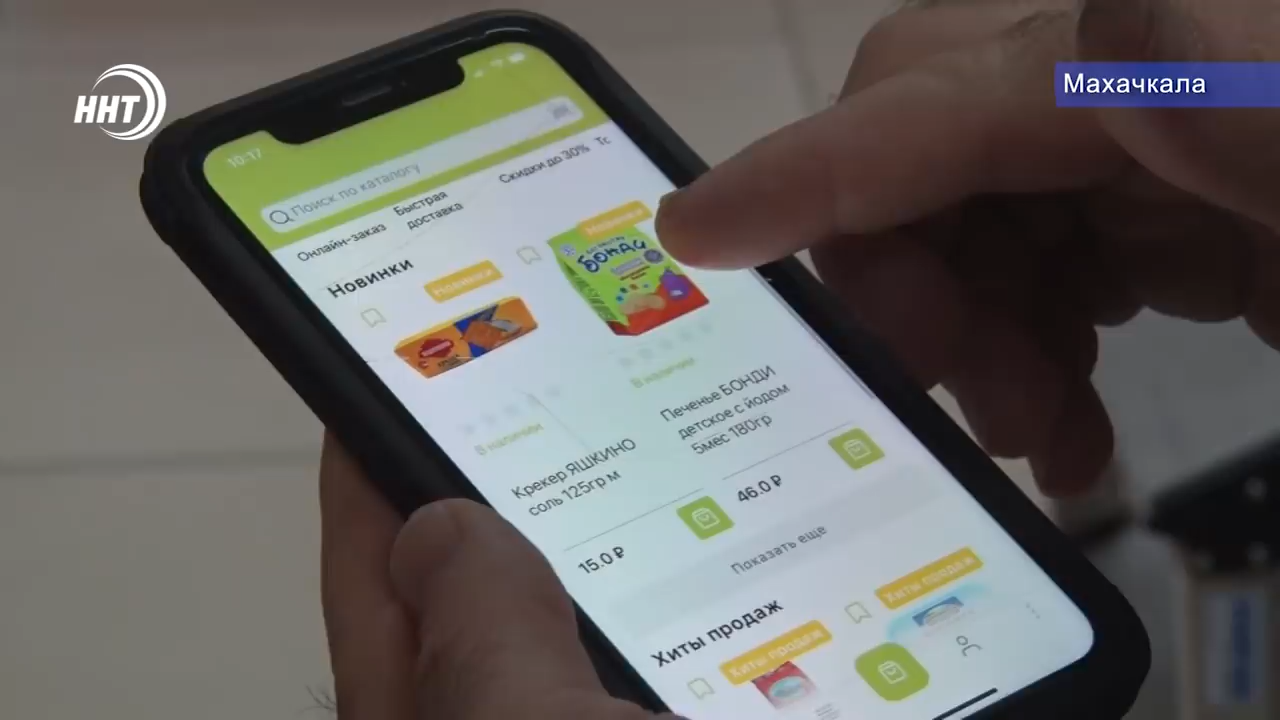 ННТ
Махачкала
10:17
Поиск по каталогу
Онлайн-заказ
Быстрая
доставка
Скидки до 30%
Новинки
Новинки
Новинки
БОНДИ
В наличии
В наличии
Крекер ЯШКИНО
соль 125гр м
Печенье БОНДИ
детское с йодом
5мес 180гр
15.0 ₽
46.0 ₽
Показать еще
Хиты продаж
Хиты продаж
Хиты продаж